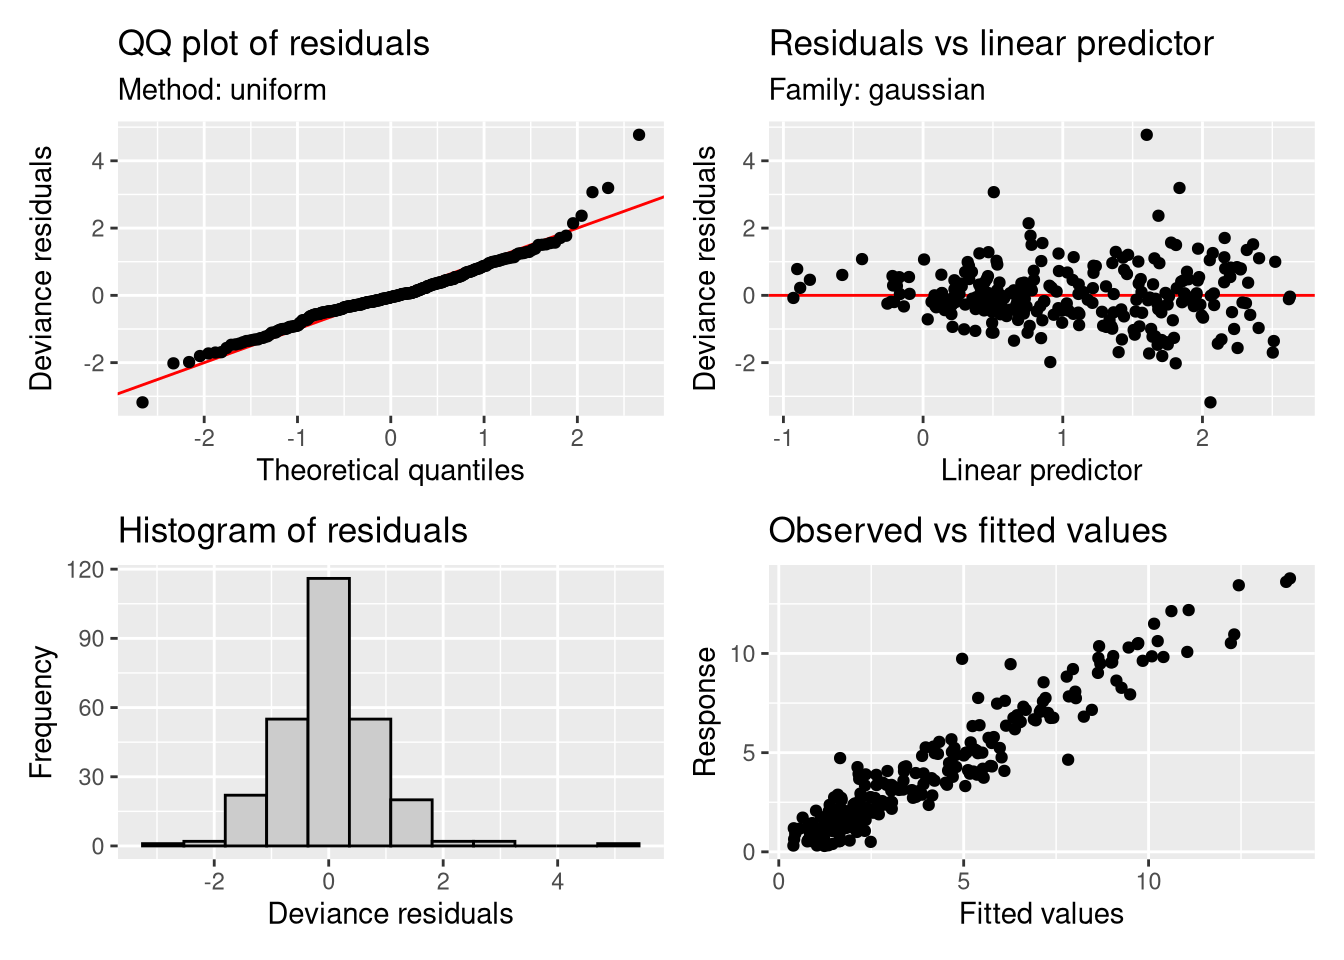 QQ plot of residuals
Method: uniform
Deviance residuals
4
2
0
-2
-2
-1
0
1
2
Theoretical quantiles
Residuals vs linear predictor
Family: gaussian
Deviance residuals
4
2
0
-2
-1
0
1
2
Linear predictor
Histogram of residuals
Frequency
120
90
60
30
0
-2
0
2
4
Deviance residuals
Observed vs fitted values
Response
10
5
0
0
5
10
Fitted values